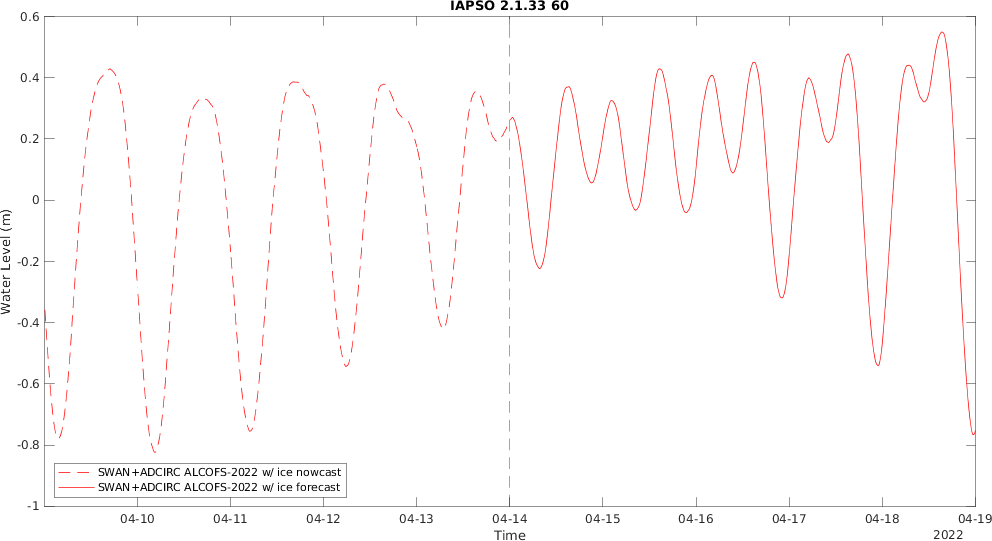 IAPSO 2.1.33 60
Water Level (m)
0.6
0.4
0.2
0
-0.2
-0.4
-0.6
-0.8
-1
SWAN+ADCIRC ALCOFS-2022 w/ ice nowcast
SWAN+ADCIRC ALCOFS-2022 w/ ice forecast
04-10 04-11 04-12 04-13 04-14 04-15 04-16 04-17 04-18 04-19
Time
2022